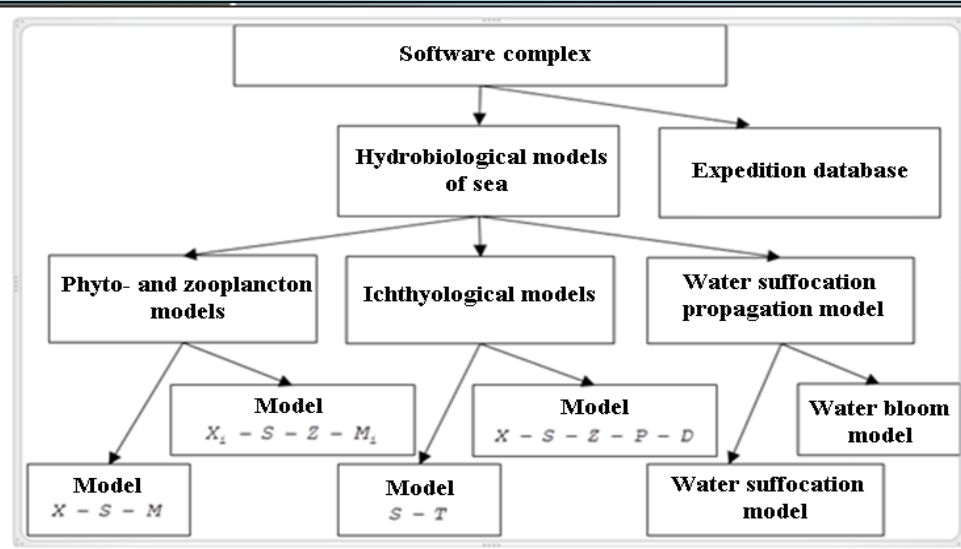 Software complex
Hydrobiological models
of sea
Expedition database
Phyto- and zooplancton
models
Ichthyological models
Water suffocation
propagation model
Model
X_i - S - Z - M_i
Model
X - S - Z - P - D
Water bloom
model
Model
X - S - M
Model
S - T
Water suffocation
model